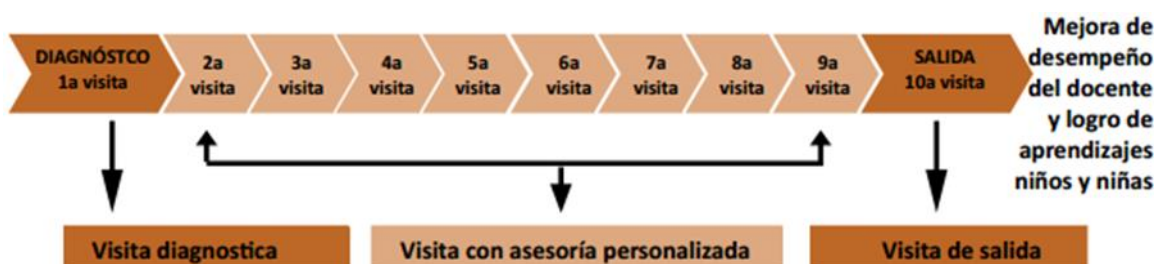 DIAGNÓSTCO
1a visita
2a
visita
3a
visita
4a
visita
5a
visita
6a
visita
7a
visita
8a
visita
9a
visita
SALIDA
10a visita
Mejora de
desempeño
del docente
y logro de
aprendizajes
niños y niñas
Visita diagnostica
Visita con asesoría personalizada
Visita de salida